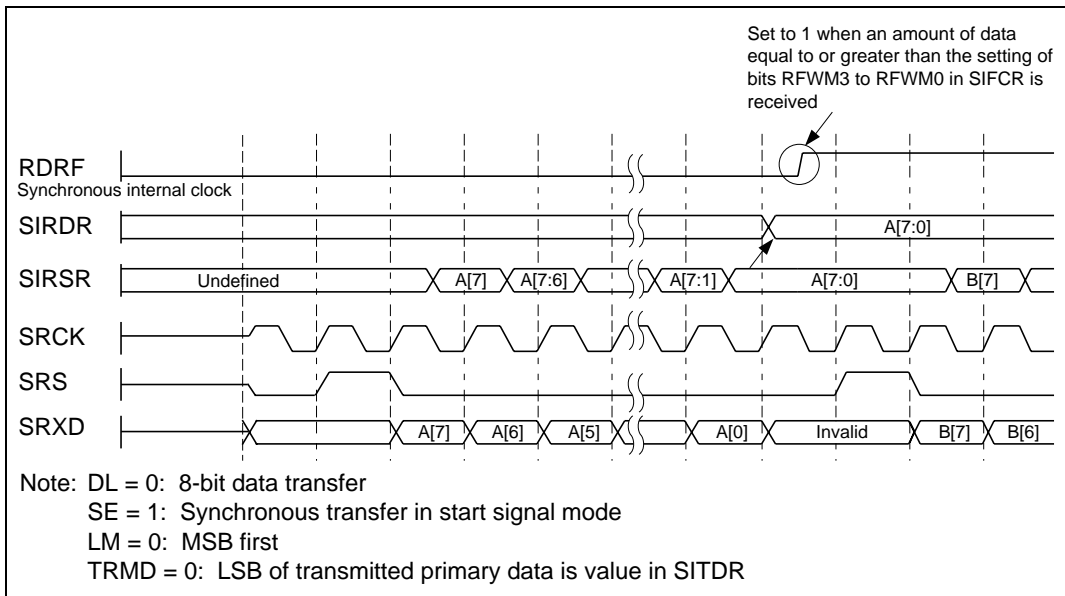 Set to 1 when an amount of data
equal to or greater than the setting of
bits RFWM3 to RFWM0 in SIFCR is
received
RDRF
Synchronous internal clock
SIRDR
A[7:0]
SIRSR
Undefined A[7] A[7:6] A[7:1] A[7:0] B[7]
SRCK
SRS
SRXD
A[7] A[6] A[5] A[0] Invalid B[7] B[6]
Note: DL = 0: 8-bit data transfer
SE = 1: Synchronous transfer in start signal mode
LM = 0: MSB first
TRMD = 0: LSB of transmitted primary data is value in SITDR